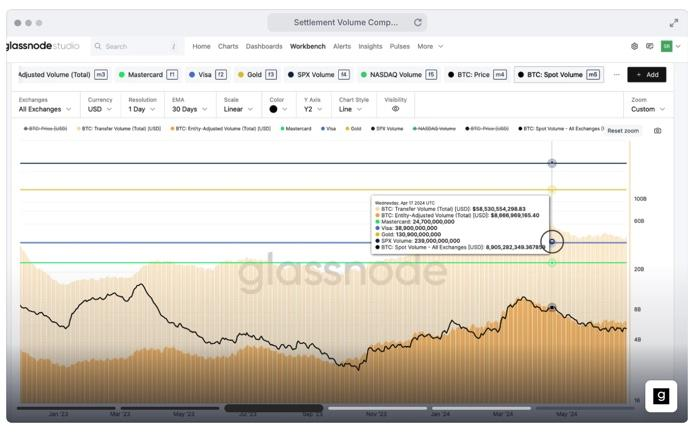 Settlement Volume Comp...
glassnode studio Search / Home Charts Dashboards Workbench Alerts Insights Pulses More
Adjusted Volume (Total) m3 Mastercard f1 Visa f2 Gold f3 SPX Volume f4 NASDAQ Volume f5 BTC: Price m4 BTC: Spot Volume m5 ... + Add
Exchanges Currency Resolution EMA Scale Color Y Axis Chart Style Visibility Zoom
All Exchanges USD 1 Day 30 Days Linear Y2 Line Custom
BTC: Price [USD] BTC: Transfer Volume (Total) [USD] BTC: Entity-Adjusted Volume (Total) [USD] Mastercard Visa Gold SPX Volume NASDAQ Volume BTC: Price [USD] BTC: Spot Volume - All Exchanges [ Reset zoom
100B
60B
20B
8B
4B
1B
Wednesday, Apr 17 2024 UTC
BTC: Transfer Volume (Total) [USD]: $58,530,554,298.83
BTC: Entity-Adjusted Volume (Total) [USD]: $8,666,969,165.40
Mastercard: 24,700,000,000
Visa: 38,900,000,000
Gold: 130,900,000,000
SPX Volume: 239,000,000,000
BTC: Spot Volume - All Exchanges [USD]: 8,905,282,349.367859
glassnode
Jan '23 Mar '23 May '23 Jul '23 Sep '23 Nov '23 Jan '24 Mar '24 May '24
g